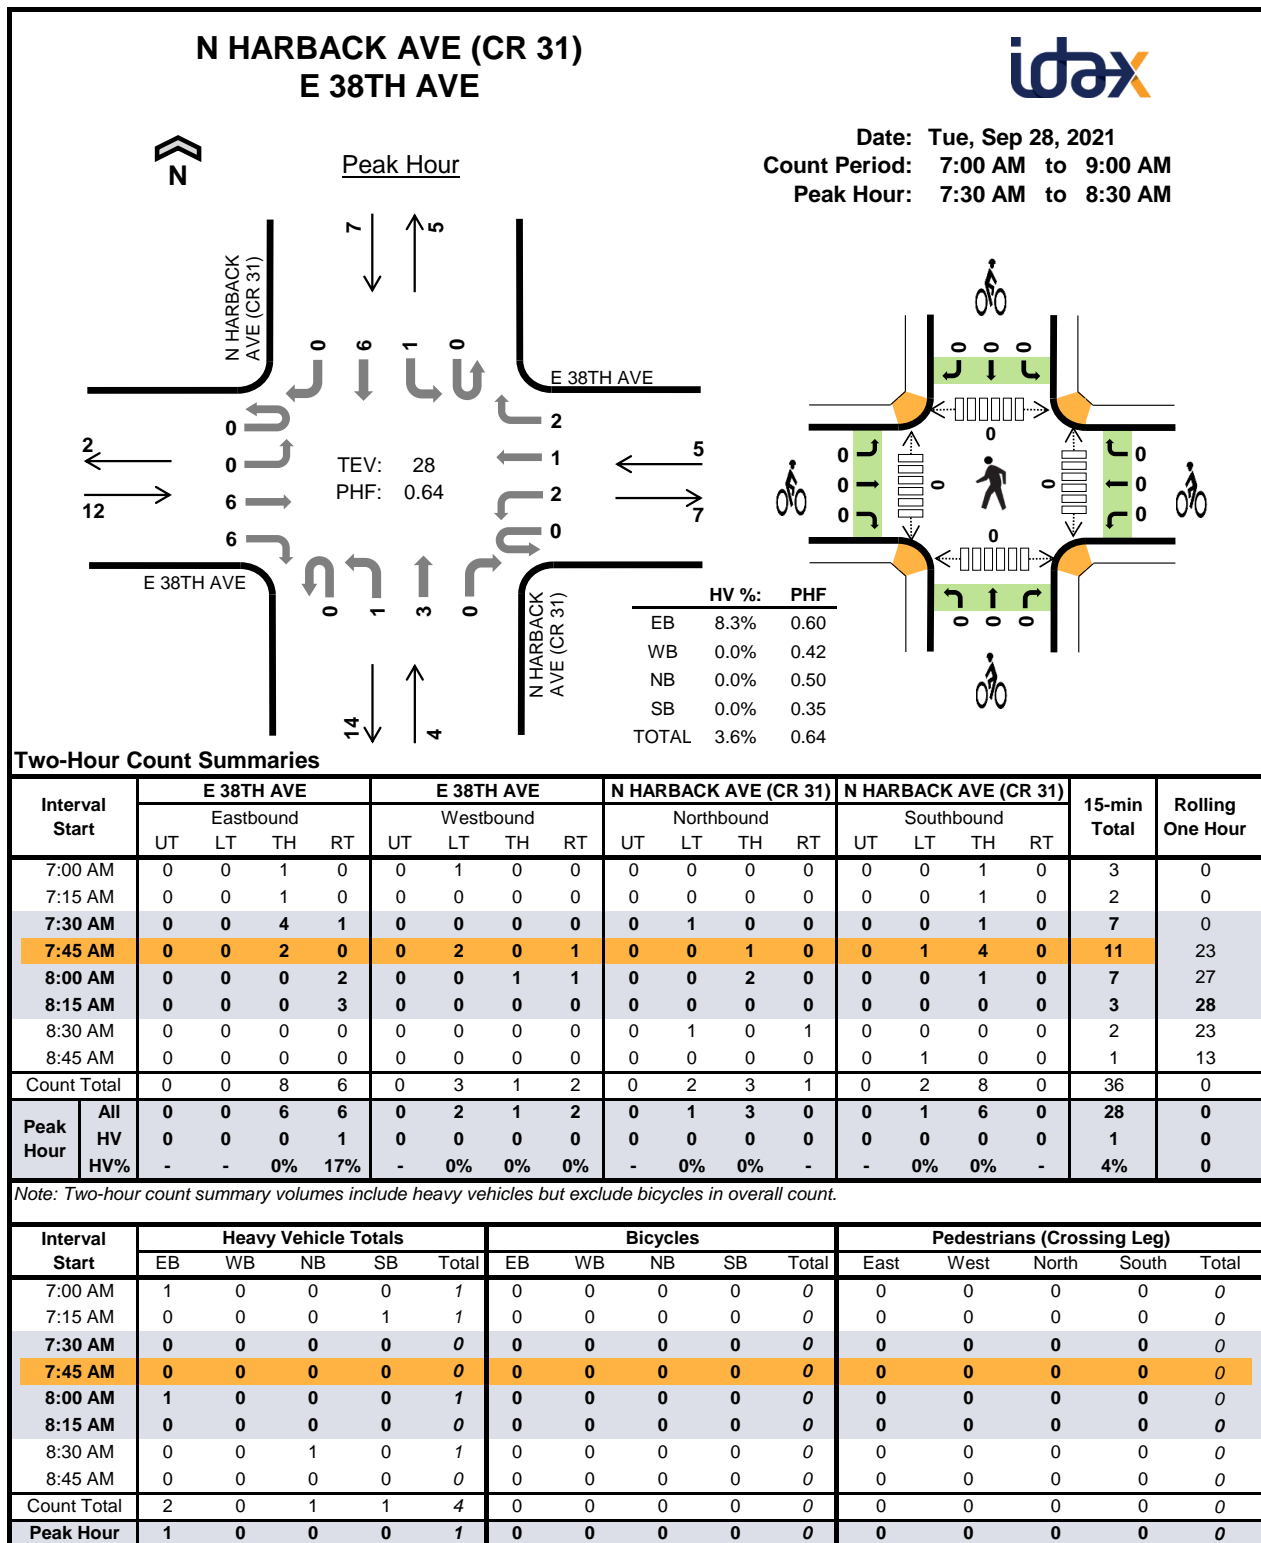 N HARBACK AVE (CR 31)
E 38TH AVE
idax
N
Peak Hour
Date: Tue, Sep 28, 2021
Count Period: 7:00 AM to 9:00 AM
Peak Hour: 7:30 AM to 8:30 AM
7
5
N HARBACK
AVE (CR 31)
0 6 1 0
E 38TH AVE
0
0
6
6
2
12
TEV: 28
PHF: 0.64
2
1
2
0
5
7
E 38TH AVE
0 1 3 0
N HARBACK
AVE (CR 31)
14
4
0 0 0
0
0
0
0
0
0
0
0
0
0
0
0 0 0
HV %: PHF
EB 8.3% 0.60
WB 0.0% 0.42
NB 0.0% 0.50
SB 0.0% 0.35
TOTAL 3.6% 0.64
Two-Hour Count Summaries
Interval Start E 38TH AVE E 38TH AVE N HARBACK AVE (CR 31) N HARBACK AVE (CR 31) 15-min Total Rolling One Hour
Eastbound Westbound Northbound Southbound
UT LT TH RT UT LT TH RT UT LT TH RT UT LT TH RT
7:00 AM 0 0 1 0 0 1 0 0 0 0 0 0 0 0 1 0 3 0
7:15 AM 0 0 1 0 0 0 0 0 0 0 0 0 0 0 1 0 2 0
7:30 AM 0 0 4 1 0 0 0 0 0 1 0 0 0 0 1 0 7 0
7:45 AM 0 0 2 0 0 2 0 1 0 0 1 0 0 1 4 0 11 23
8:00 AM 0 0 0 2 0 0 1 1 0 0 2 0 0 0 1 0 7 27
8:15 AM 0 0 0 3 0 0 0 0 0 0 0 0 0 0 0 0 3 28
8:30 AM 0 0 0 0 0 0 0 0 0 1 0 1 0 0 0 0 2 23
8:45 AM 0 0 0 0 0 0 0 0 0 0 0 0 0 1 0 0 1 13
Count Total 0 0 8 6 0 3 1 2 0 2 3 1 0 2 8 0 36 0
Peak Hour All 0 0 6 6 0 2 1 2 0 1 3 0 0 1 6 0 28 0
HV 0 0 0 1 0 0 0 0 0 0 0 0 0 0 0 0 1 0
HV% - - 0% 17% - 0% 0% 0% - 0% 0% - - 0% 0% - 4% 0
Note: Two-hour count summary volumes include heavy vehicles but exclude bicycles in overall count.
Interval Start Heavy Vehicle Totals Bicycles Pedestrians (Crossing Leg)
EB WB NB SB Total EB WB NB SB Total East West North South Total
7:00 AM 1 0 0 0 1 0 0 0 0 0 0 0 0 0 0
7:15 AM 0 0 0 1 1 0 0 0 0 0 0 0 0 0 0
7:30 AM 0 0 0 0 0 0 0 0 0 0 0 0 0 0 0
7:45 AM 0 0 0 0 0 0 0 0 0 0 0 0 0 0 0
8:00 AM 1 0 0 0 1 0 0 0 0 0 0 0 0 0 0
8:15 AM 0 0 0 0 0 0 0 0 0 0 0 0 0 0 0
8:30 AM 0 0 1 0 1 0 0 0 0 0 0 0 0 0 0
8:45 AM 0 0 0 0 0 0 0 0 0 0 0 0 0 0 0
Count Total 2 0 1 1 4 0 0 0 0 0 0 0 0 0 0
Peak Hour 1 0 0 0 1 0 0 0 0 0 0 0 0 0 0